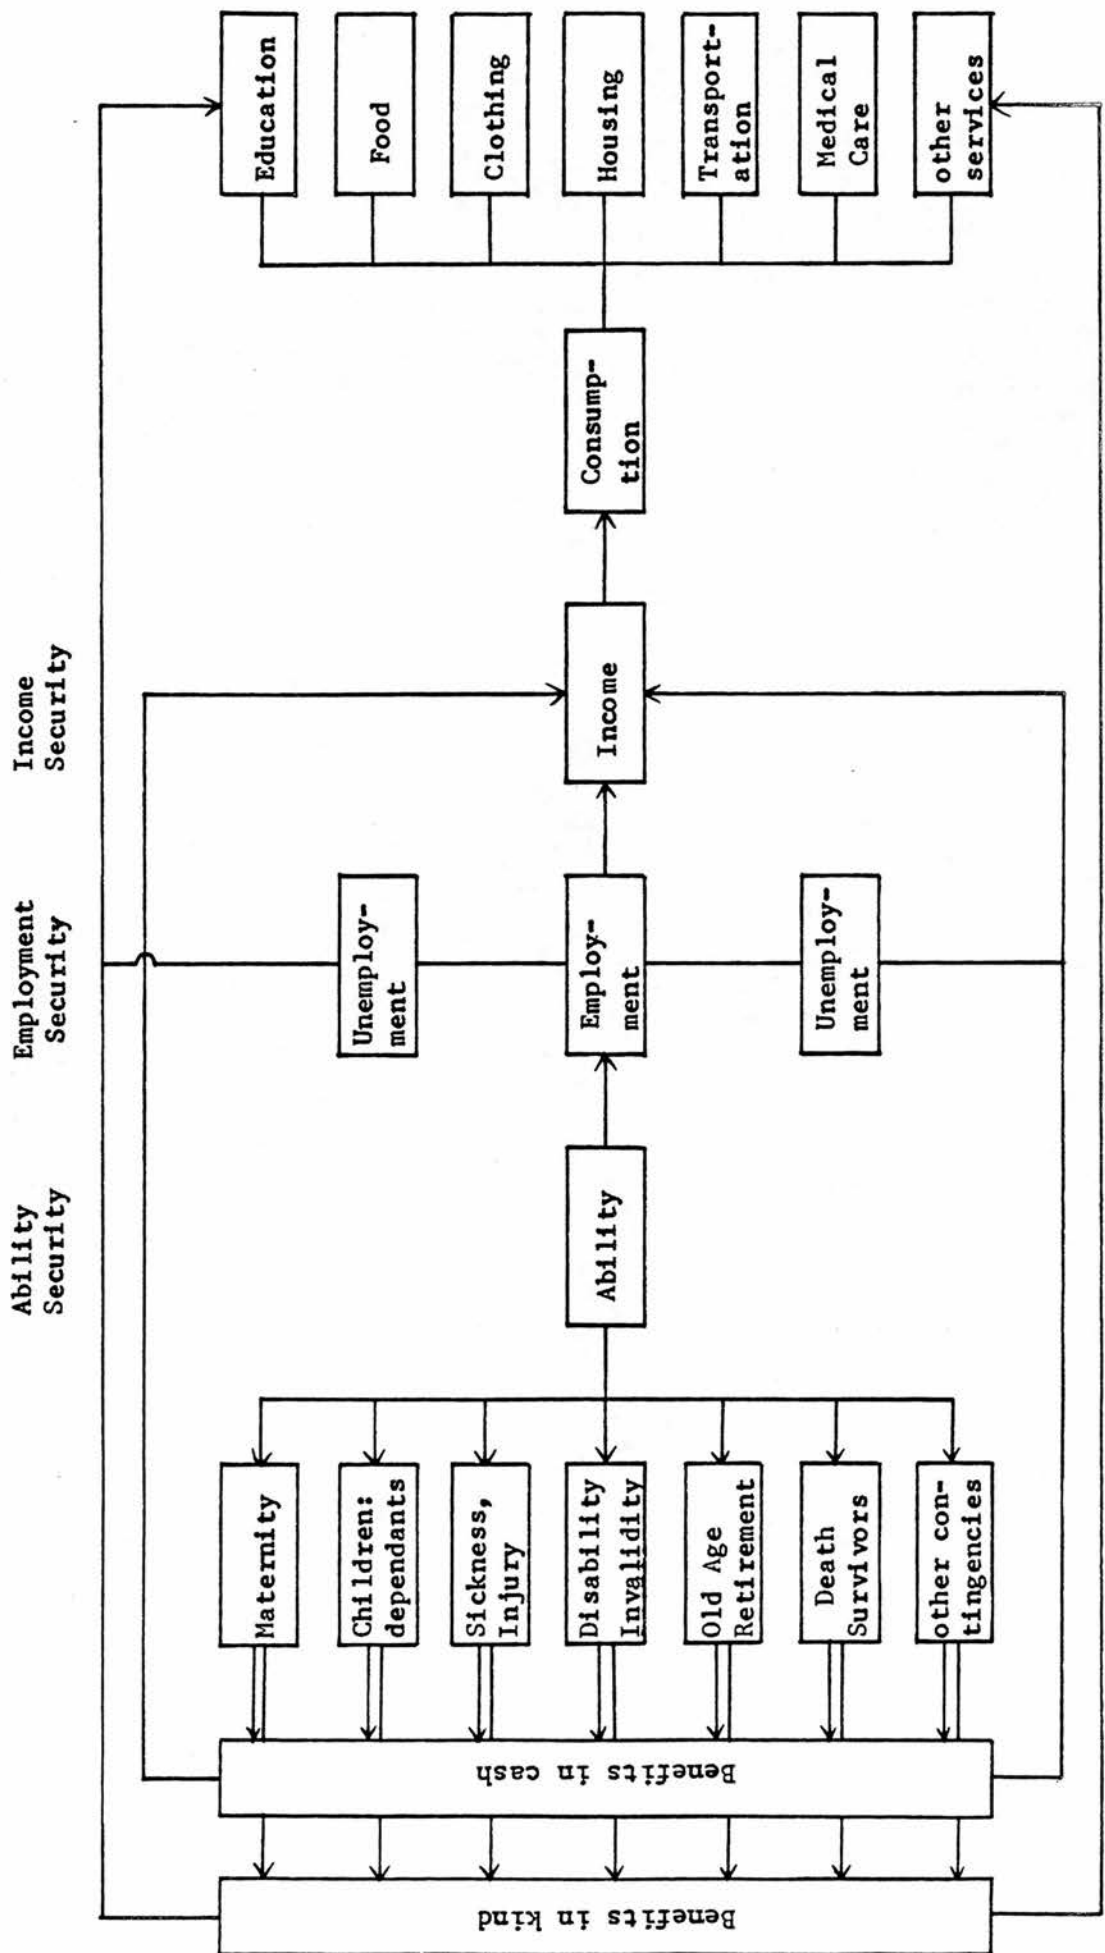 Ability
Security
Employment
Security
Income
Security
Benefits in kind
Benefits in cash
Maternity
Children:
dependants
Sickness,
Injury
Disability
Invalidity
Old Age
Retirement
Death
Survivors
other con-
tingencies
Ability
Unemploy-
ment
Employ-
ment
Unemploy-
ment
Income
Consump-
tion
Education
Food
Clothing
Housing
Transport-
ation
Medical
Care
other
services